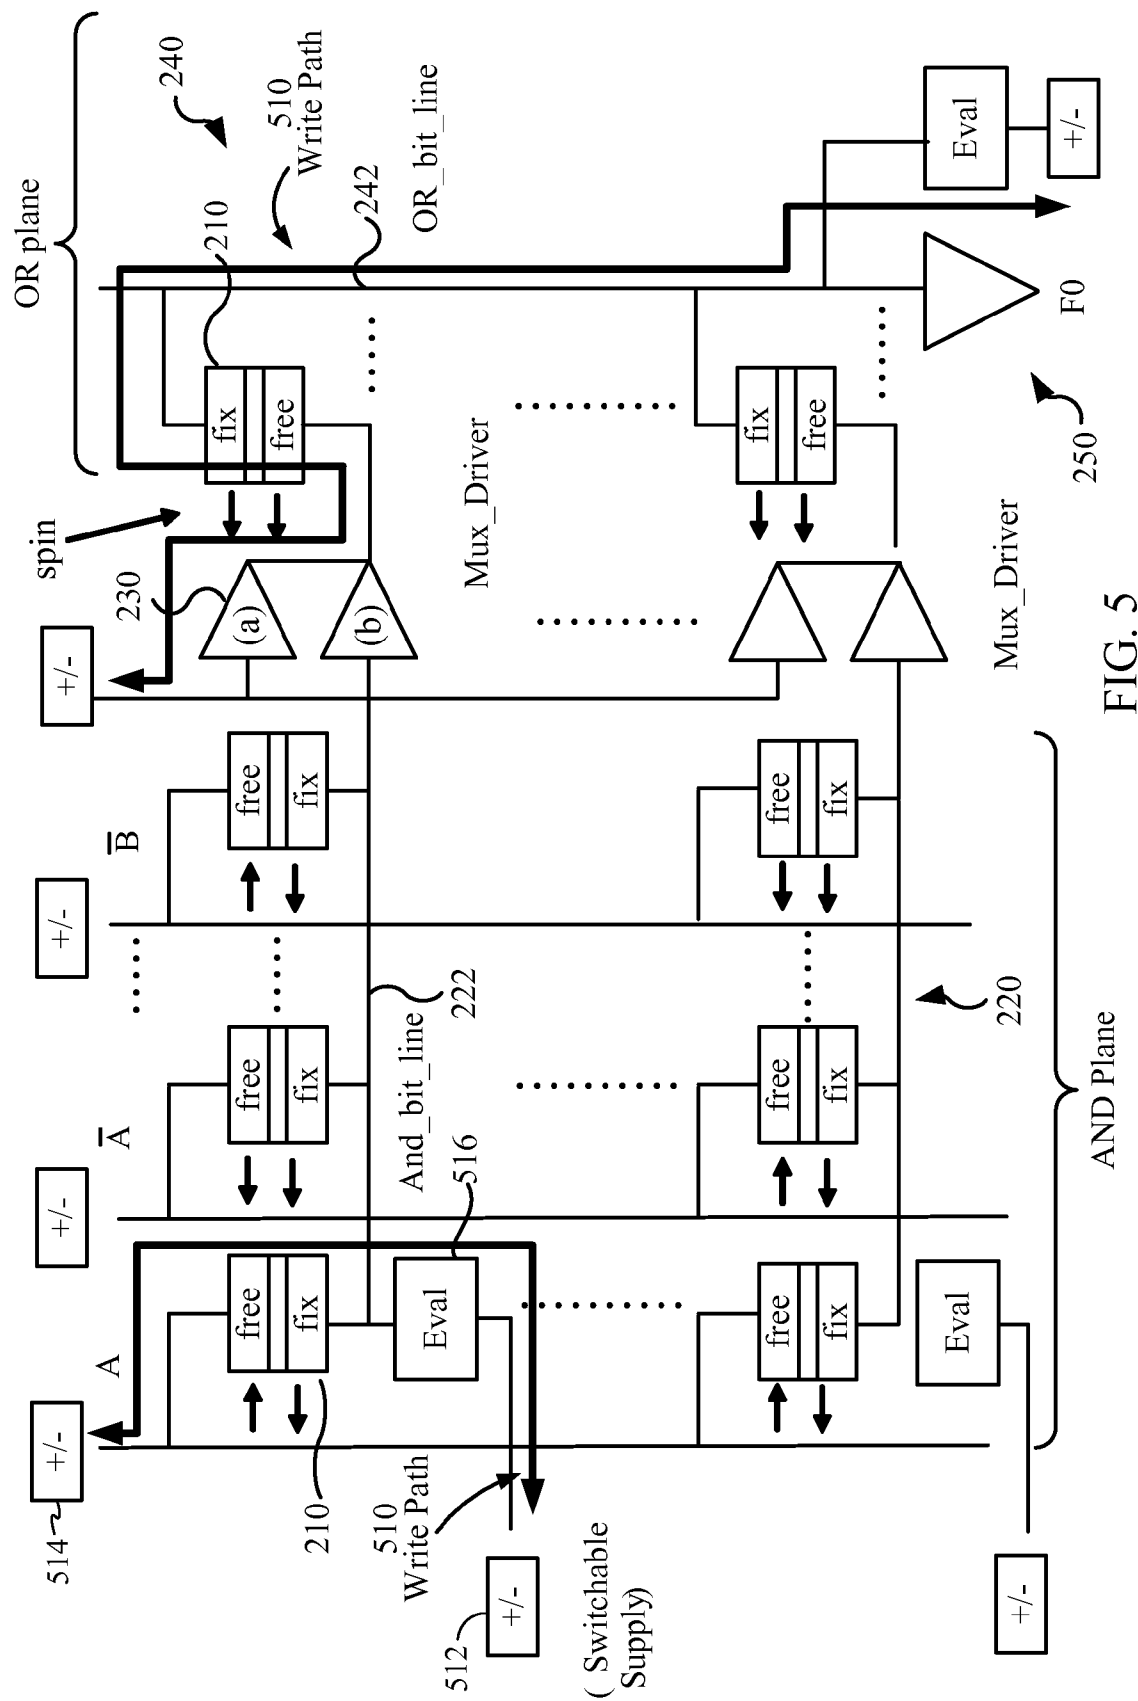 OR plane
240
510
Write Path
210
242
OR_bit_line
spin
fix
free
230
(a)
(b)
Mux_Driver
fix
free
Eval
+/-
F0
250
Mux_Driver
+/-
B
+/-
free
fix
free
fix
222
220
A
+/-
free
fix
And_bit_line
free
fix
516
A
+/-
514
free
fix
210
Eval
510
Write Path
+/-
512
( Switchable
Supply)
free
fix
Eval
+/-
AND Plane
FIG. 5